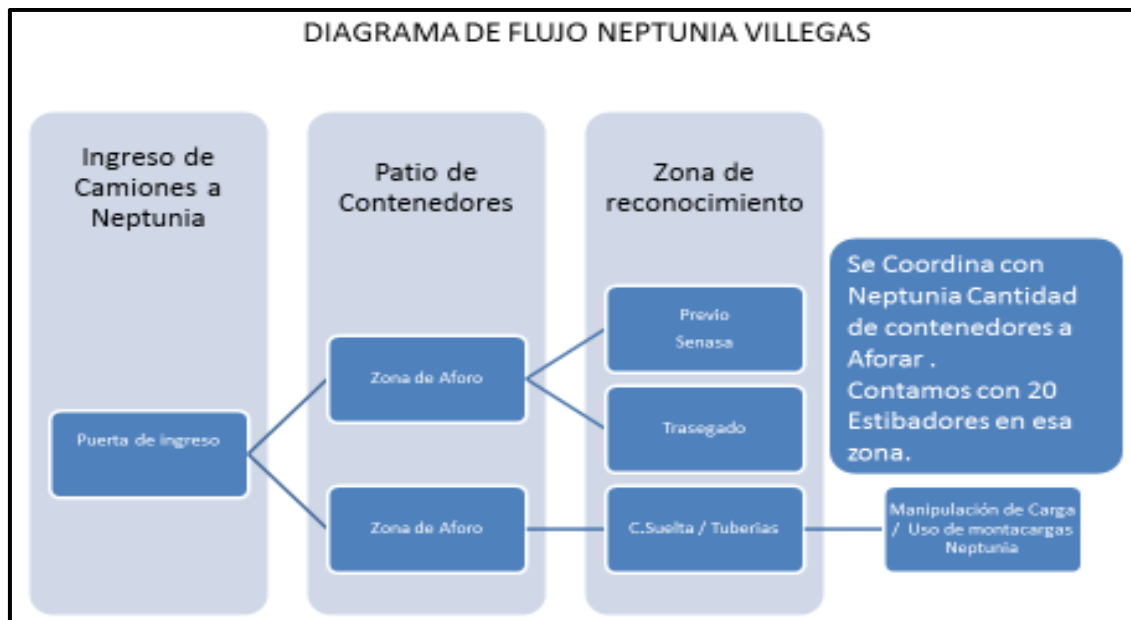 DIAGRAMA DE FLUJO NEPTUNIA VILLEGAS
Ingreso de
Camiones a
Neptunia
Puerta de ingreso
Patio de
Contenedores
Zona de Aforo
Zona de Aforo
Zona de
reconocimiento
Previo
Senasa
Trasegado
C.Suelta / Tuberias
Se Coordina con
Neptunia Cantidad
de contenedores a
Aforar .
Contamos con 20
Estibadores en esa
zona.
Manipulación de Carga
/ Uso de montacargas
Neptunia